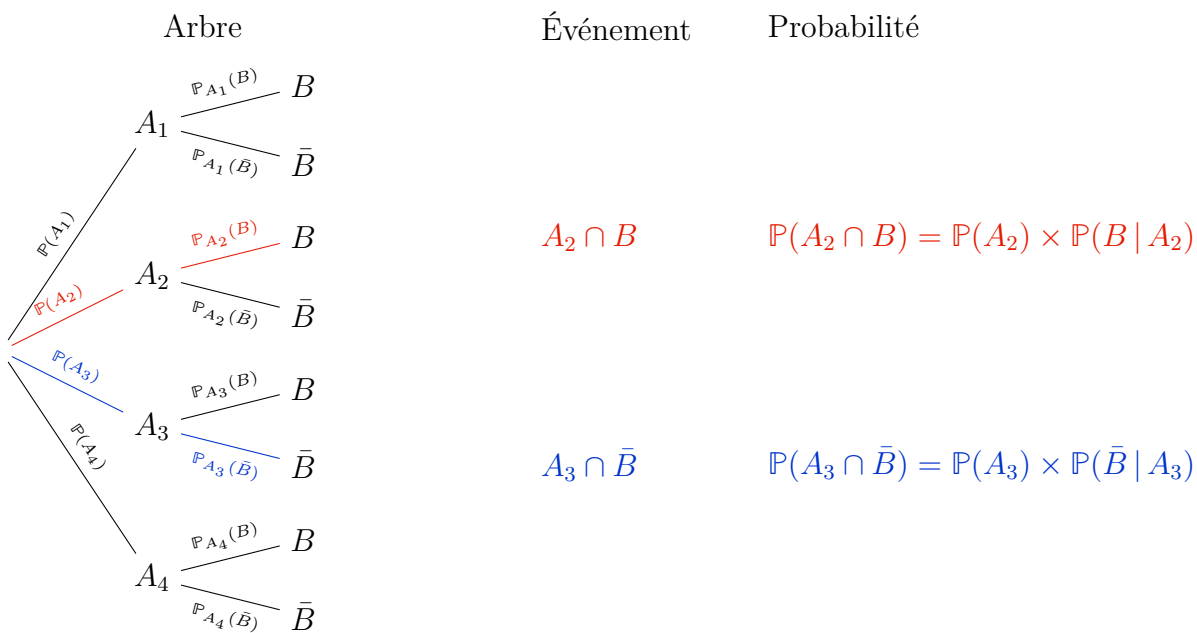 Arbre Événement Probabilité
ℙ_{A_1}(B) B
A_1
ℙ_{A_1}(B̄) B̄
ℙ(A_1)
ℙ_{A_2}(B) B A_2 ∩ B ℙ(A_2 ∩ B) = ℙ(A_2) × ℙ(B | A_2)
A_2
ℙ(A_2)
ℙ_{A_2}(B̄) B̄
ℙ(A_3)
ℙ_{A_3}(B) B
A_3
ℙ(A_4)
ℙ_{A_3}(B̄) B̄ A_3 ∩ B̄ ℙ(A_3 ∩ B̄) = ℙ(A_3) × ℙ(B̄ | A_3)
ℙ_{A_4}(B) B
A_4
ℙ_{A_4}(B̄) B̄